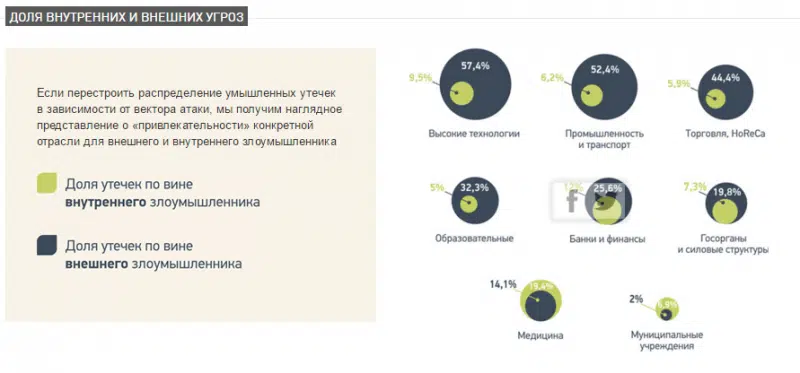 ДОЛЯ ВНУТРЕННИХ И ВНЕШНИХ УГРОЗ
Если перестроить распределение умышленных утечек
в зависимости от вектора атаки, мы получим наглядное
представление о «привлекательности» конкретной
отрасли для внешнего и внутреннего злоумышленника
Доля утечек по вине
внутреннего злоумышленника
Доля утечек по вине
внешнего злоумышленника
57,4%
9,5%
Высокие технологии
52,4%
6,2%
Промышленность
и транспорт
44,4%
5,9%
Торговля, HoReCa
5%
32,3%
Образовательные
25,6%
Банки и финансы
7,3%
19,8%
Госорганы
и силовые структуры
14,1%
19,4%
Медицина
2%
Муниципальные
учреждения